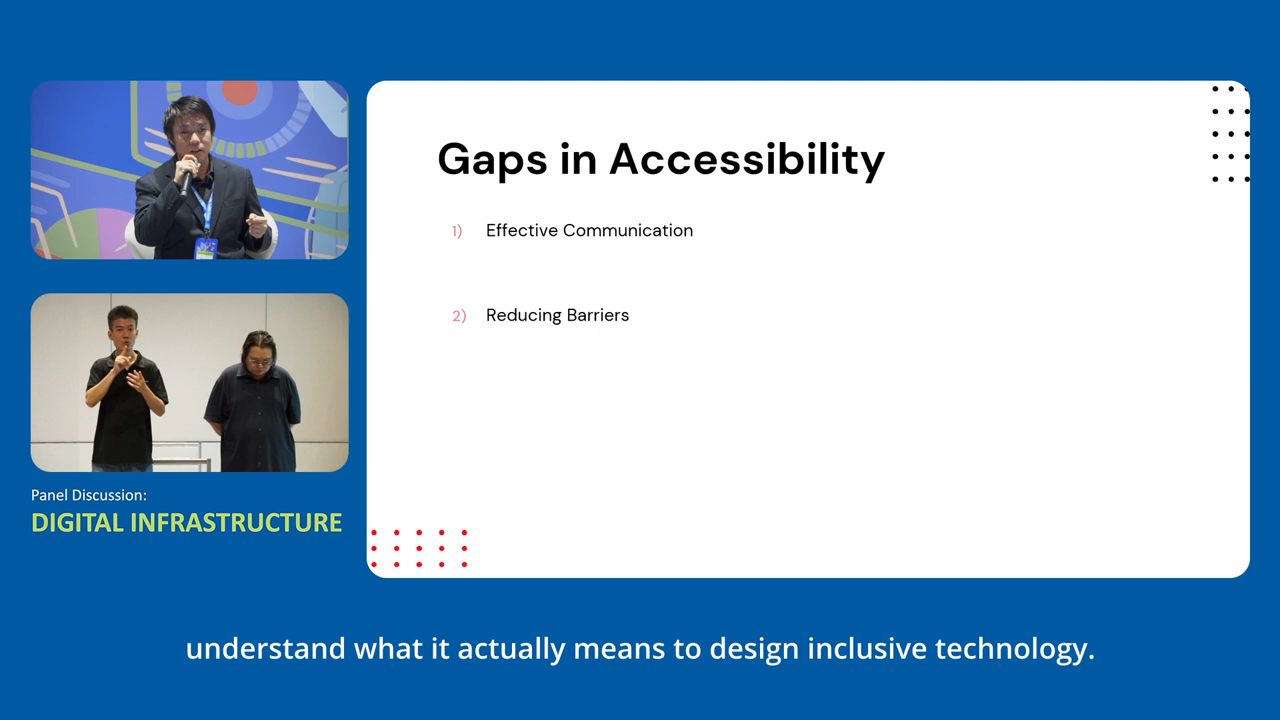 Gaps in Accessibility
1) Effective Communication
2) Reducing Barriers
Panel Discussion:
DIGITAL INFRASTRUCTURE
understand what it actually means to design inclusive technology.